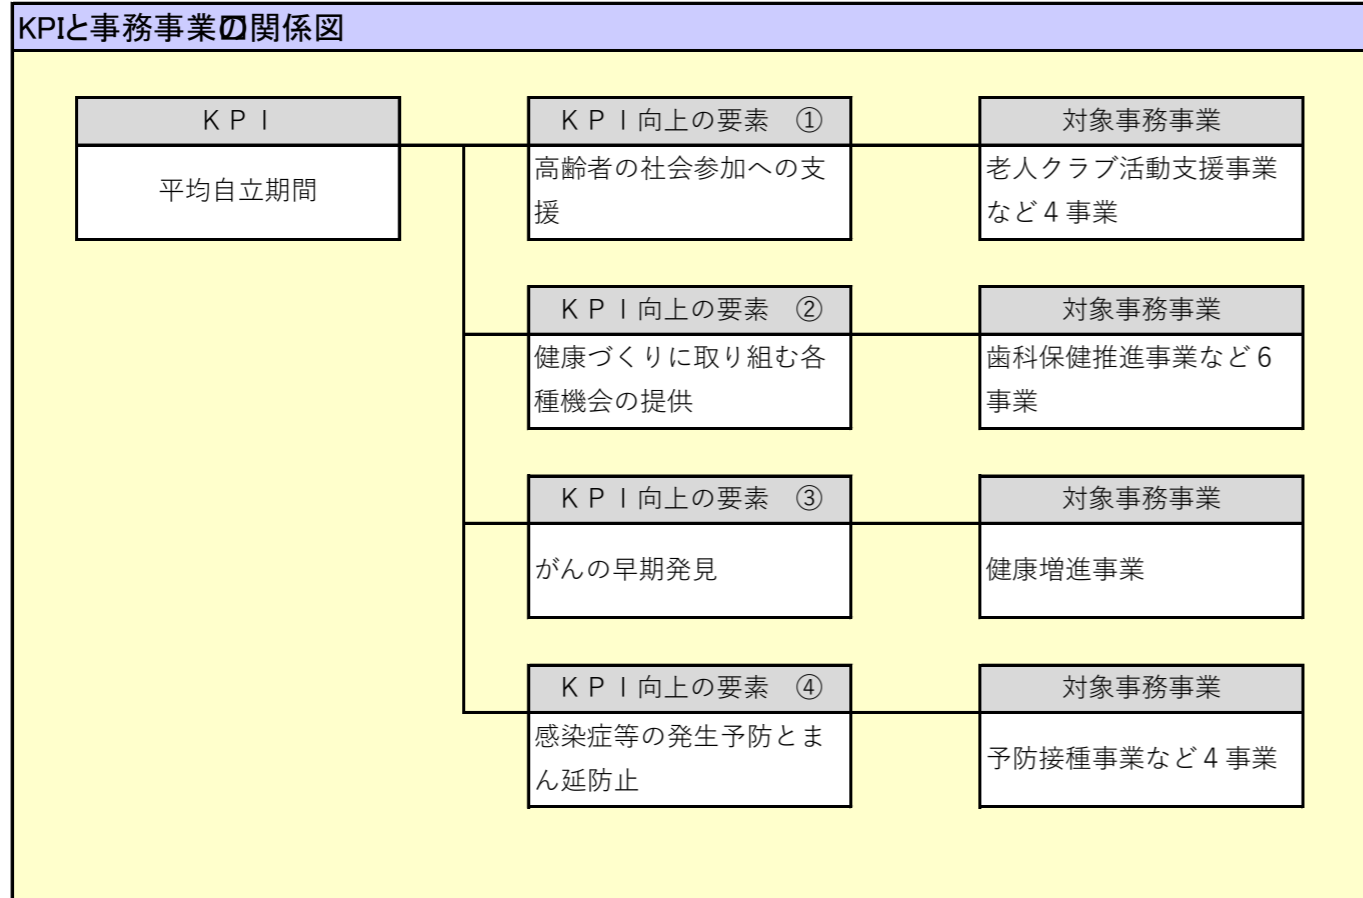 KPIと事務事業の関係図
ＫＰＩ
平均自立期間
ＫＰＩ向上の要素　①
高齢者の社会参加への支
援
対象事務事業
老人クラブ活動支援事業
など４事業
ＫＰＩ向上の要素　②
健康づくりに取り組む各
種機会の提供
対象事務事業
歯科保健推進事業など６
事業
ＫＰＩ向上の要素　③
がんの早期発見
対象事務事業
健康増進事業
ＫＰＩ向上の要素　④
感染症等の発生予防とま
ん延防止
対象事務事業
予防接種事業など４事業